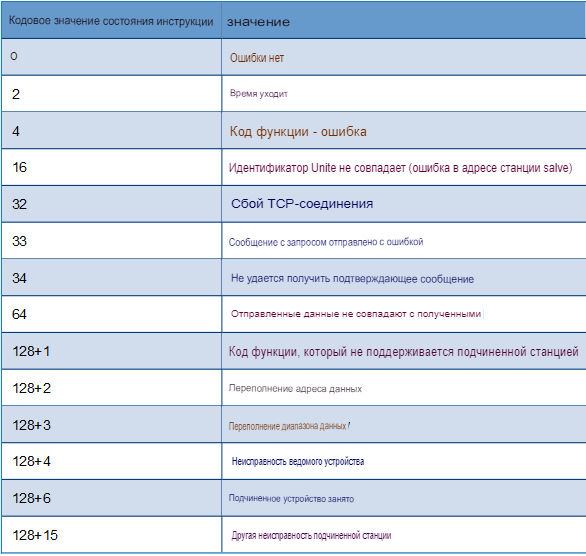 Кодовое значение состояния инструкции значение
0 Ошибки нет
2 Время уходит
4 Код функции - ошибка
16 Идентификатор Unite не совпадает (ошибка в адресе станции salve)
32 Сбой TCP-соединения
33 Сообщение с запросом отправлено с ошибкой
34 Не удается получить подтверждающее сообщение
64 Отправленные данные не совпадают с полученными
128+1 Код функции, который не поддерживается подчиненной станцией
128+2 Переполнение адреса данных
128+3 Переполнение диапазона данных
128+4 Неисправность ведомого устройства
128+6 Подчиненное устройство занято
128+15 Другая неисправность подчиненной станции